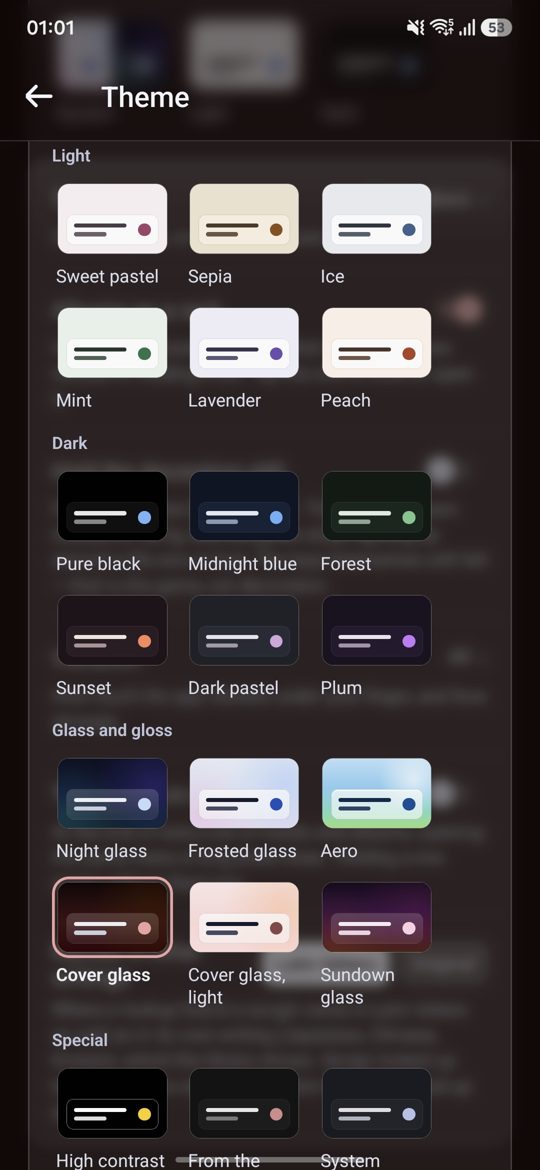 01:01
5
53
Theme
Light
Sweet pastel
Sepia
Ice
Mint
Lavender
Peach
Dark
Pure black
Midnight blue
Forest
Sunset
Dark pastel
Plum
Glass and gloss
Night glass
Frosted glass
Aero
Cover glass
Cover glass,
light
Sundown
glass
Special
High contrast
From the
System